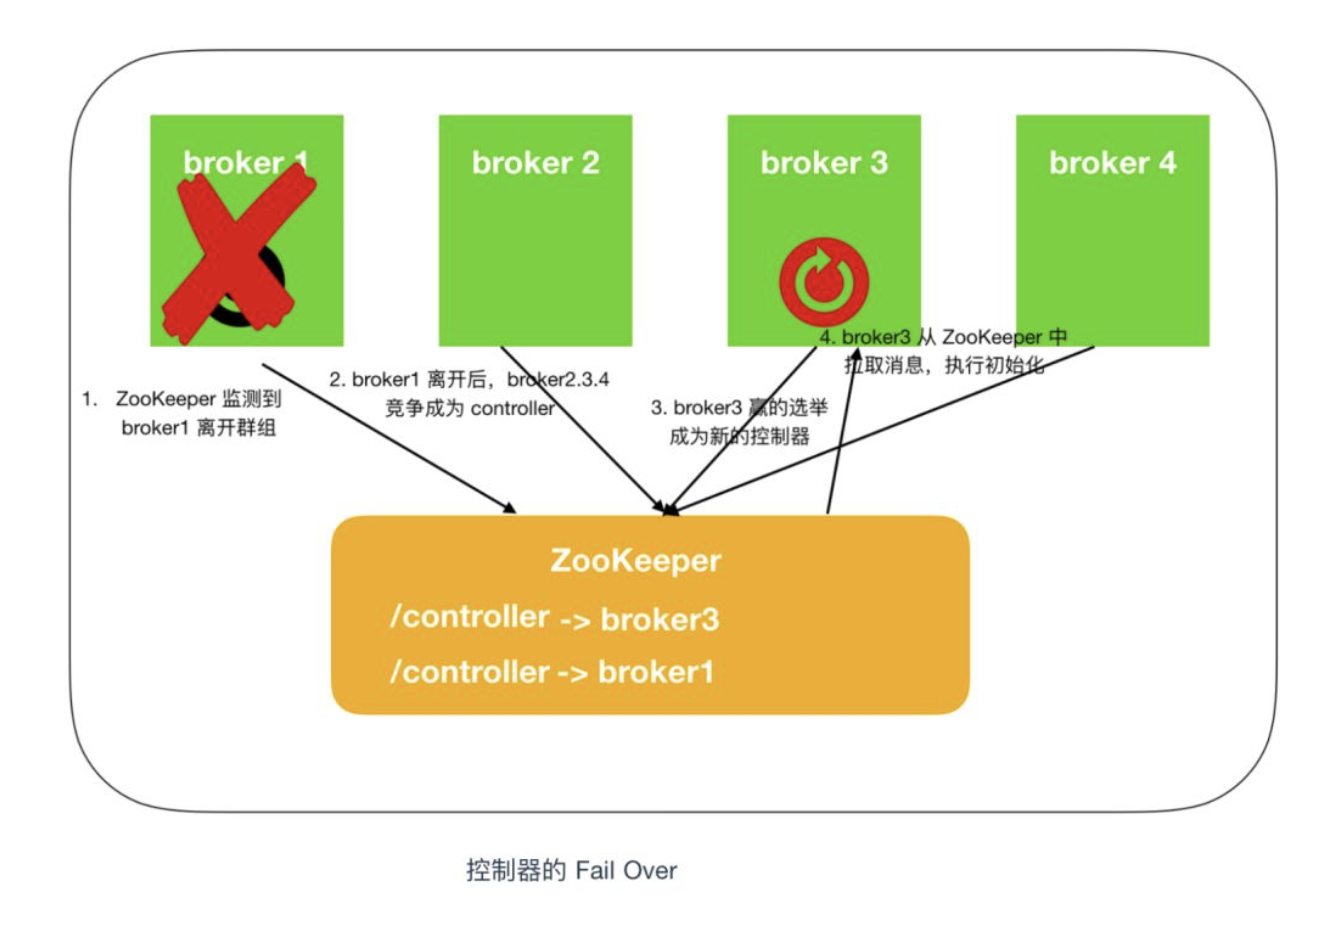 broker 1
broker 2
broker 3
broker 4
1. ZooKeeper 监测到
broker1 离开群组
2. broker1 离开后，broker2.3.4
竞争成为 controller
3. broker3 赢的选举
成为新的控制器
4. broker3 从 ZooKeeper 中
拉取消息，执行初始化
ZooKeeper
/controller -> broker3
/controller -> broker1
控制器的 Fail Over